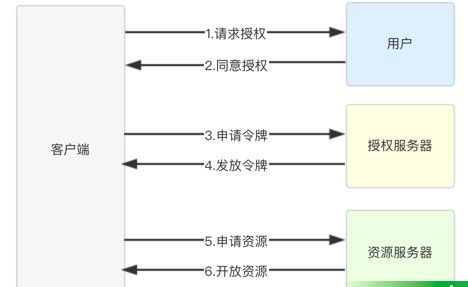 1.请求授权
用户
2.同意授权
3.申请令牌
客户端
授权服务器
4.发放令牌
5.申请资源
资源服务器
6.开放资源